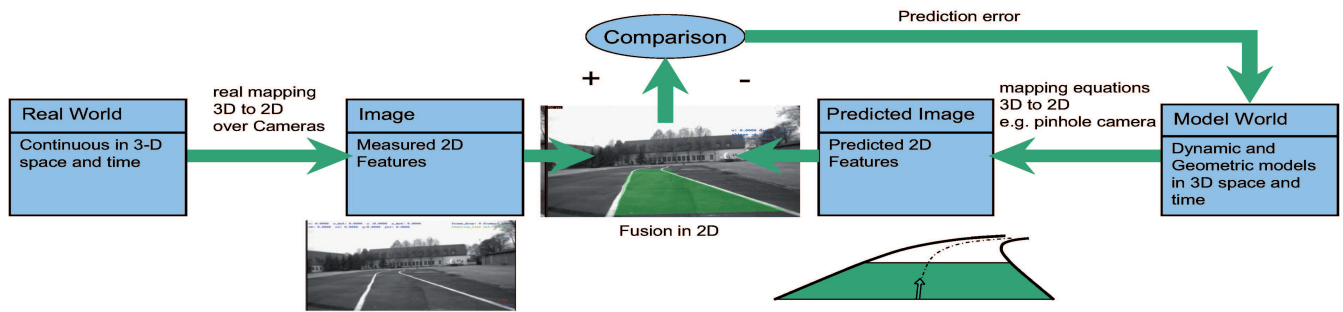 Prediction error
Comparison
+
-
real mapping
3D to 2D
over Cameras
mapping equations
3D to 2D
e.g. pinhole camera
Real World
Continuous in 3-D
space and time
Image
Measured 2D
Features
Predicted Image
Predicted 2D
Features
Model World
Dynamic and
Geometric models
in 3D space and
time
Fusion in 2D